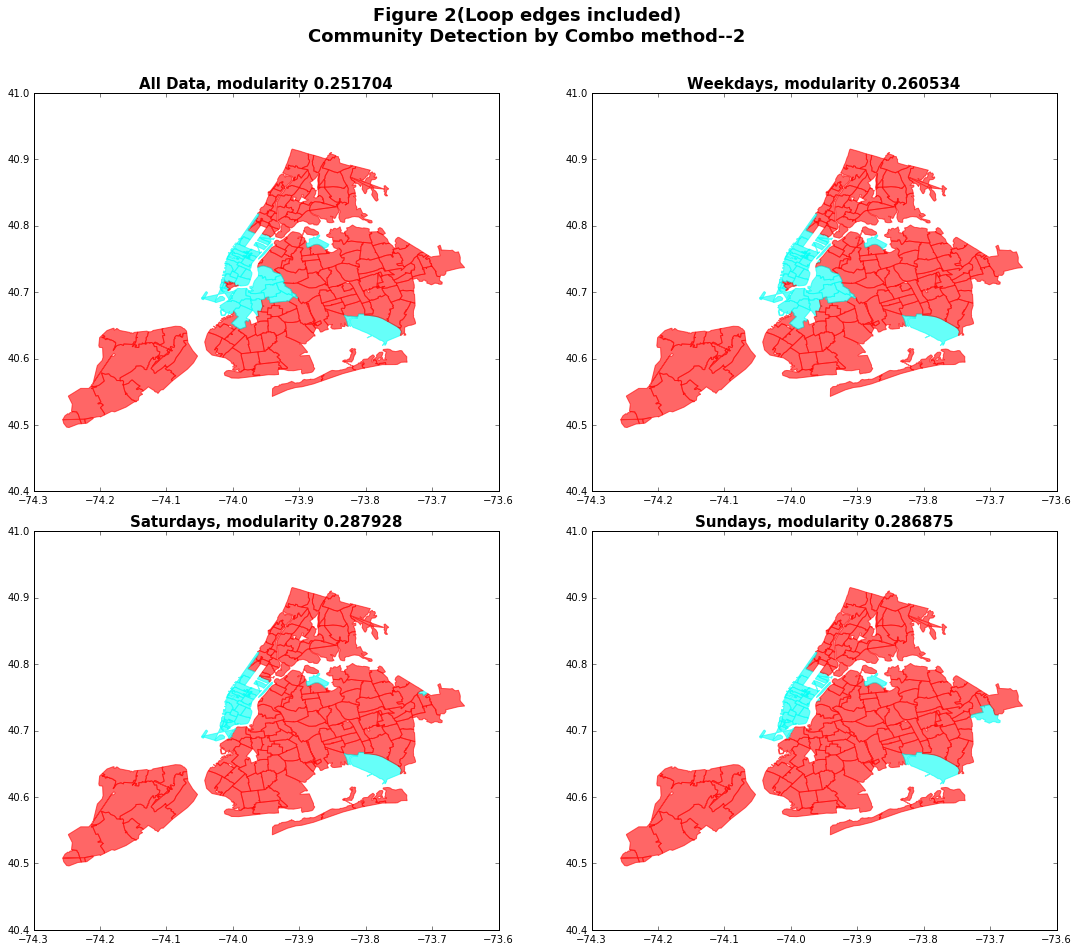 Figure 2(Loop edges included)
Community Detection by Combo method--2
All Data, modularity 0.251704
41.0
40.9
40.8
40.7
40.6
40.5
40.4
−74.3 −74.2 −74.1 −74.0 −73.9 −73.8 −73.7 −73.6
Weekdays, modularity 0.260534
41.0
40.9
40.8
40.7
40.6
40.5
40.4
−74.3 −74.2 −74.1 −74.0 −73.9 −73.8 −73.7 −73.6
Saturdays, modularity 0.287928
41.0
40.9
40.8
40.7
40.6
40.5
40.4
−74.3 −74.2 −74.1 −74.0 −73.9 −73.8 −73.7 −73.6
Sundays, modularity 0.286875
41.0
40.9
40.8
40.7
40.6
40.5
40.4
−74.3 −74.2 −74.1 −74.0 −73.9 −73.8 −73.7 −73.6